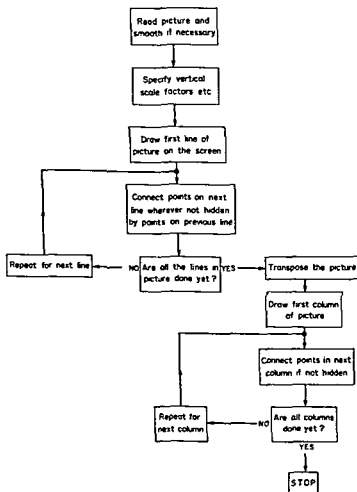 Read picture and
smooth if necessary
Specify vertical
scale factors etc
Draw first line of
picture on the screen
Connect points on next
line wherever not hidden
by points on previous line
Repeat for next line
NO
Are all the lines in
picture done yet ?
YES
Transpose the picture
Draw first column
of picture
Connect points in next
column if not hidden
Repeat for
next column
NO
Are all columns
done yet ?
YES
STOP